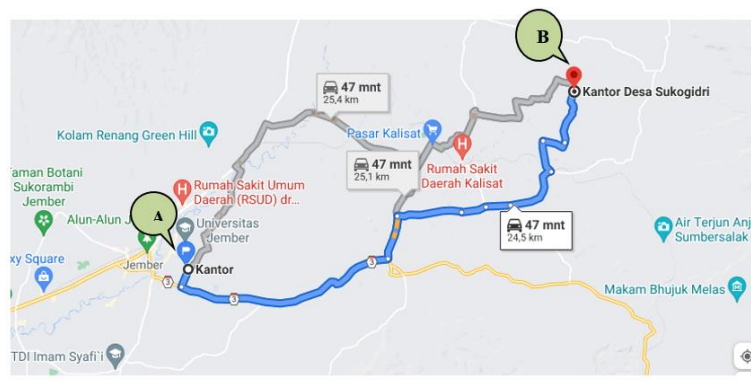 B
47 mnt
25,4 km
Kantor Desa Sukogidri
Kolam Renang Green Hill
Pasar Kalisat
47 mnt
25,1 km
Rumah Sakit
Daerah Kalisat
aman Botani
Sukorambi
Jember
Rumah Sakit Umum
Daerah (RSUD) dr...
A
Alun-Alun J
Universitas
Jember
47 mnt
24,5 km
Air Terjun Anj
Sumbersalak
xy Square
Jember
Kantor
3
3
3
Makam Bhujuk Melas
TDI Imam Syafi'i